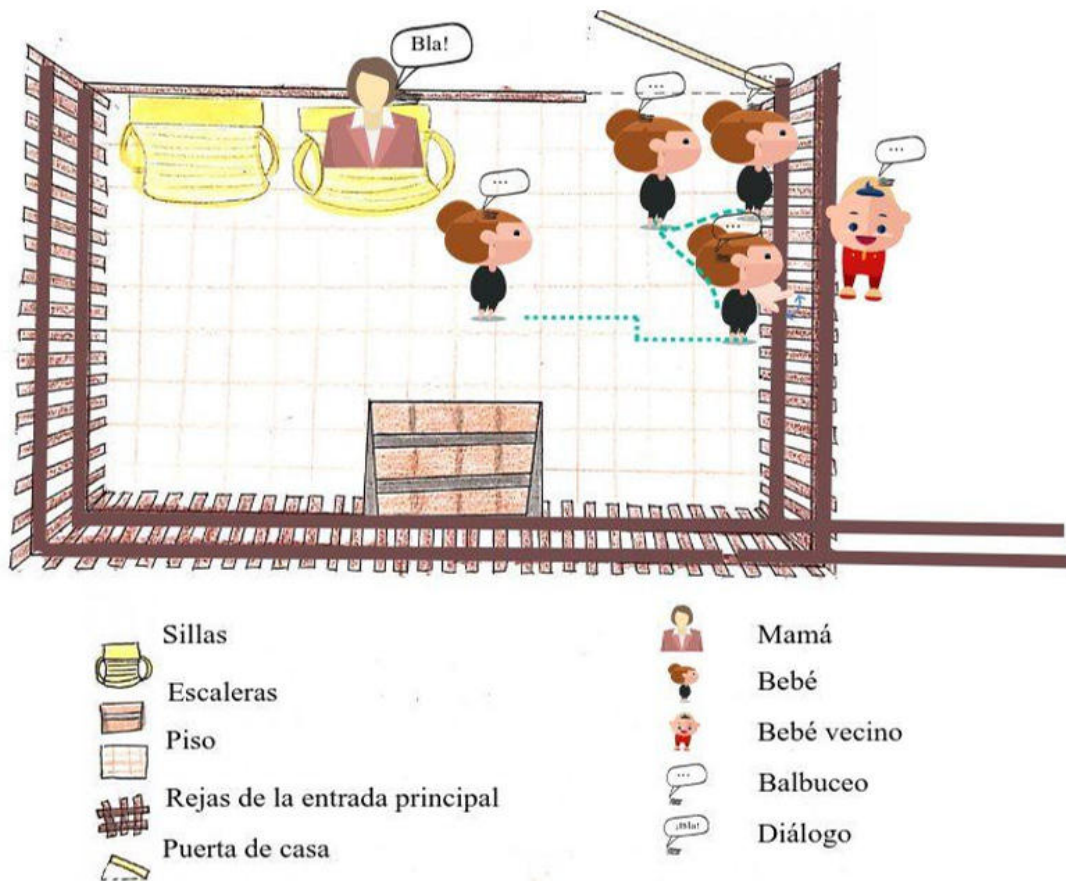 Bla!
...
...
...
...
...
Sillas
Escaleras
Piso
Rejas de la entrada principal
Puerta de casa
Mamá
Bebé
Bebé vecino
...
Balbuceo
¡Bla!
Diálogo